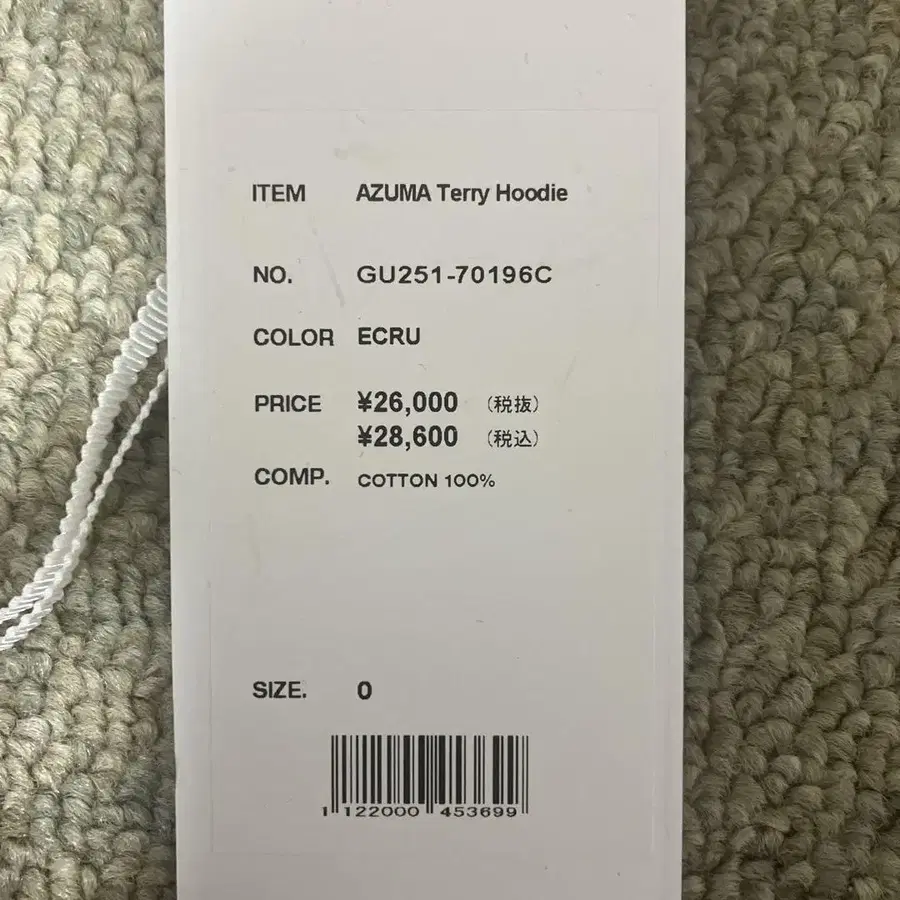 ITEM AZUMA Terry Hoodie
NO. GU251-70196C
COLOR ECRU
PRICE ¥26,000 (税抜)
¥28,600 (税込)
COMP. COTTON 100%
SIZE. 0
1 122000 453699